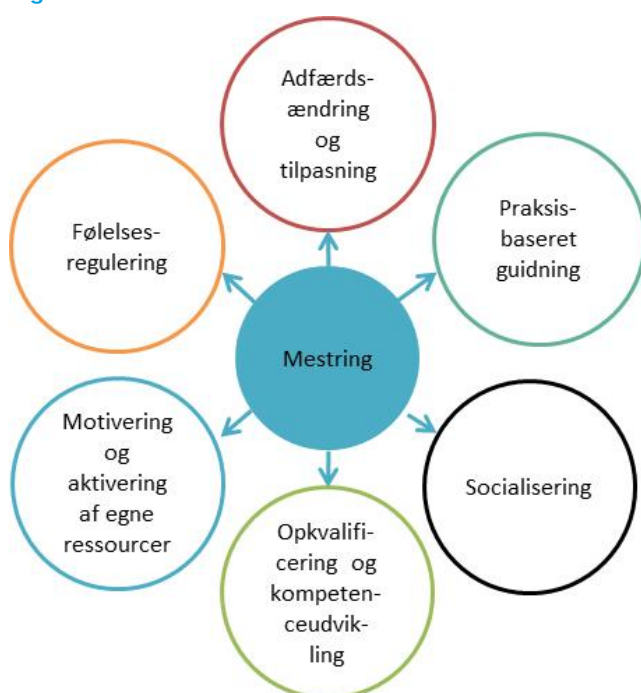 Adfærds-
ændring
og
tilpasning
Praksis-
baseret
guidning
Følelses-
regulering
Mestring
Motivering
og
aktivering
af egne
ressourcer
Socialisering
Opkvalifi-
cering og
kompeten-
ceudvik-
ling